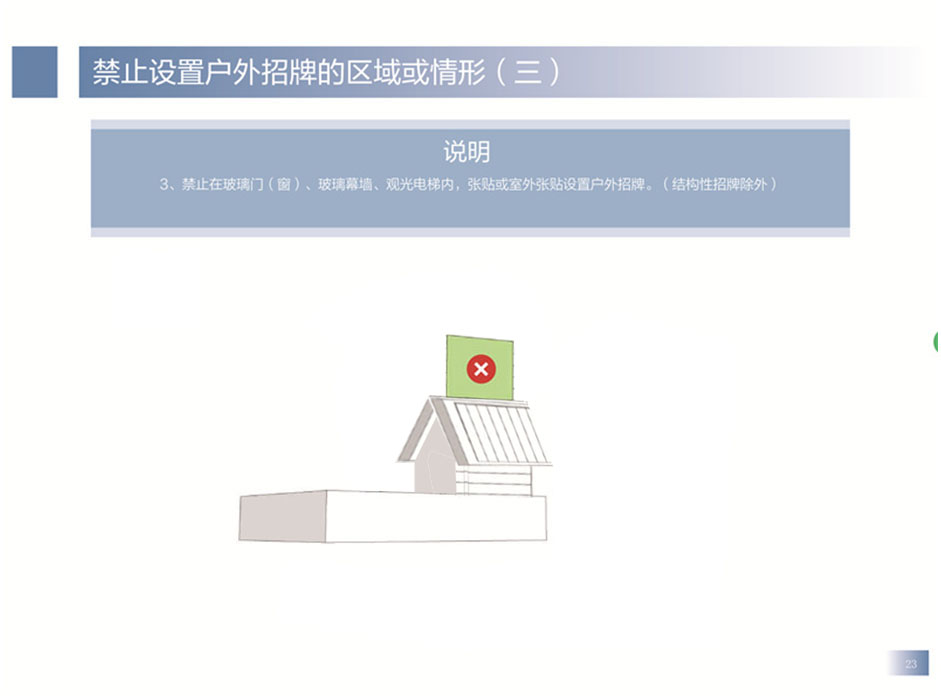 禁止设置户外招牌的区域或情形（三）
说明
3、禁止在玻璃门（窗）、玻璃幕墙、观光电梯内，张贴或室外张贴设置户外招牌。（结构性招牌除外）
23